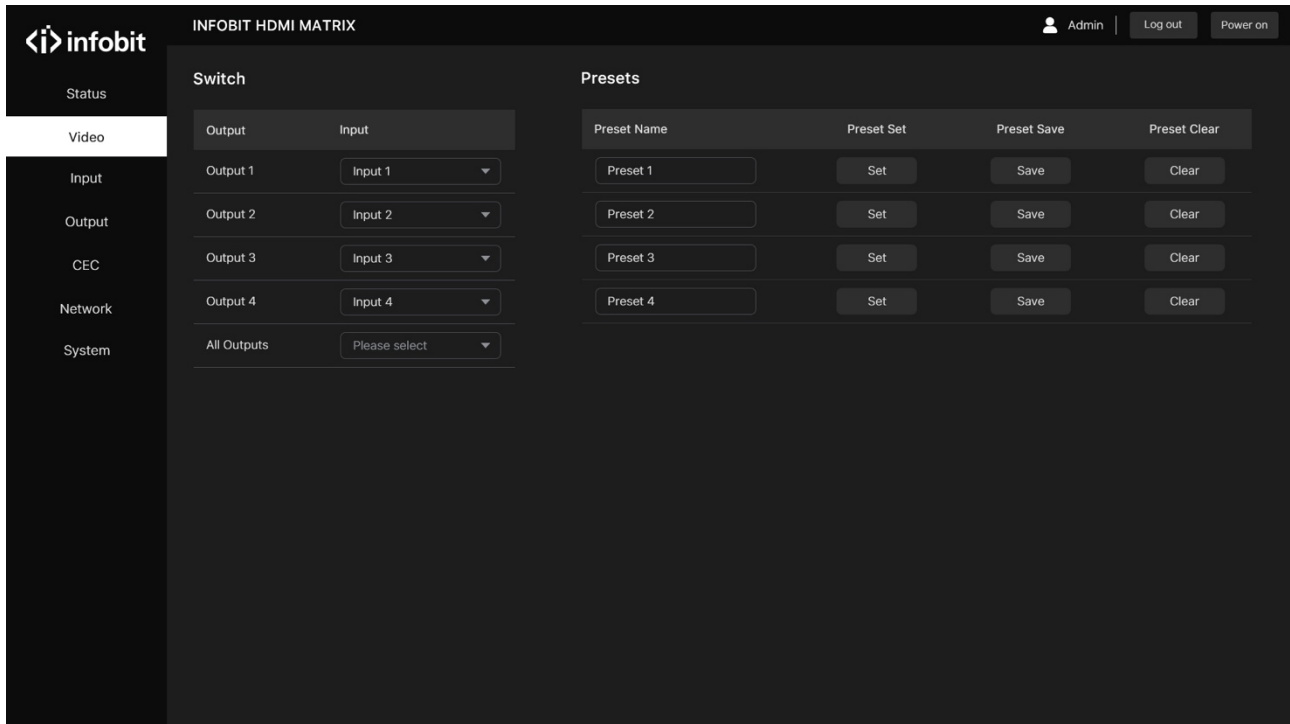 <i> infobit
INFOBIT HDMI MATRIX
Admin
Log out
Power on
Status
Video
Input
Output
CEC
Network
System
Switch
Output Input
Output 1 Input 1
Output 2 Input 2
Output 3 Input 3
Output 4 Input 4
All Outputs Please select
Presets
Preset Name Preset Set Preset Save Preset Clear
Preset 1 Set Save Clear
Preset 2 Set Save Clear
Preset 3 Set Save Clear
Preset 4 Set Save Clear